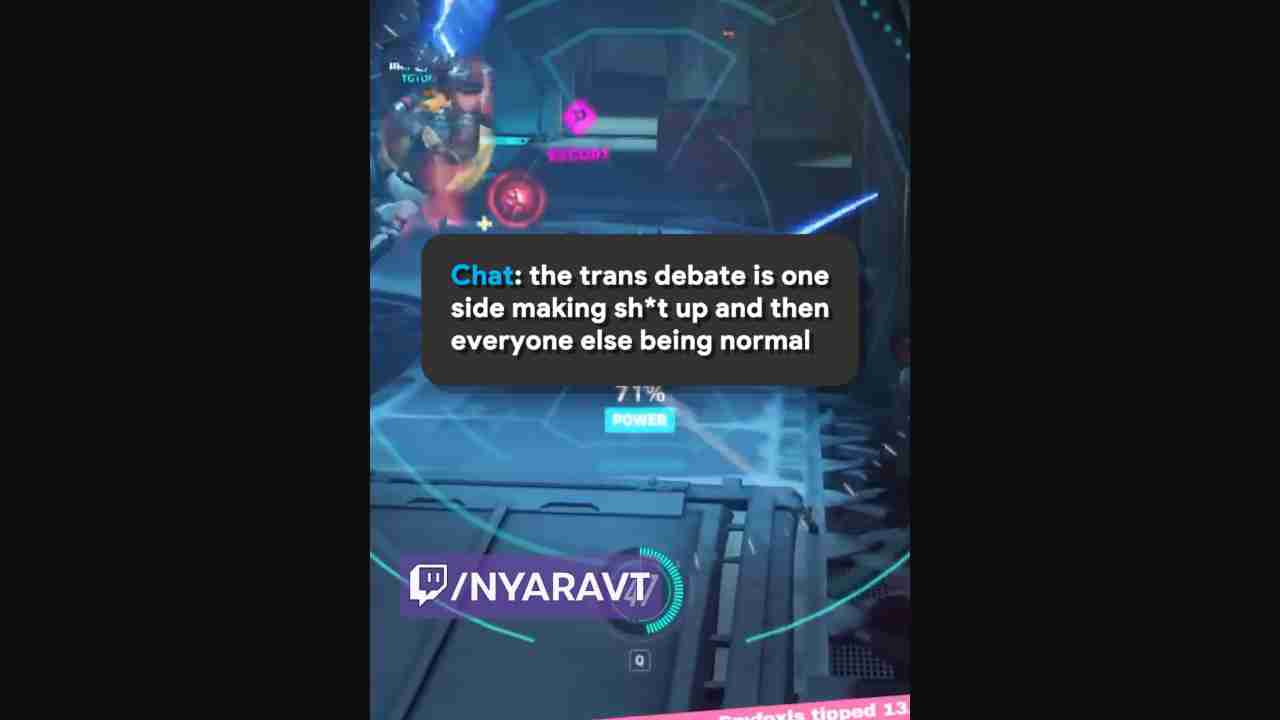 ESCORT
Chat: the trans debate is one
side making sh*t up and then
everyone else being normal
71%
POWER
/NYARAVT
Q
tipped 13